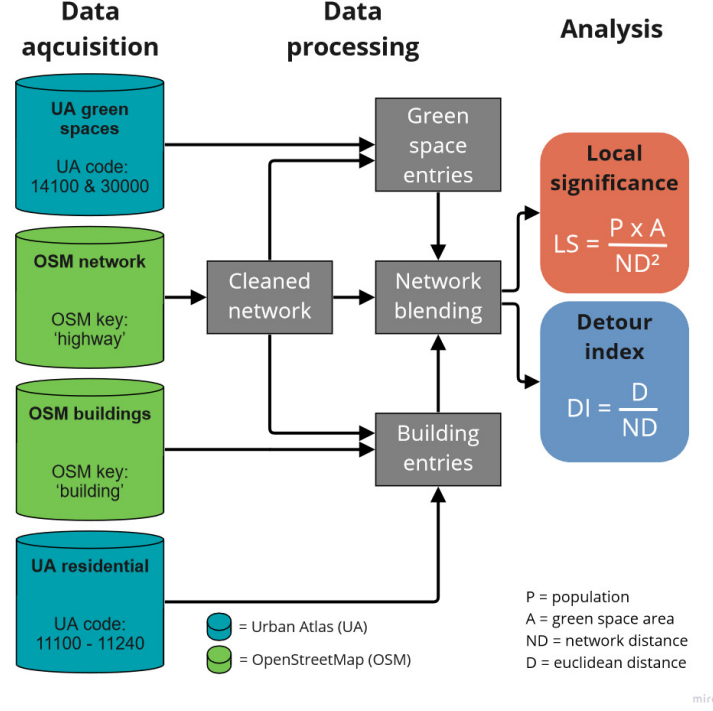 Data
aqcuisition
Data
processing
Analysis
UA green
spaces
UA code:
14100 & 30000
OSM network
OSM key:
‘highway’
OSM buildings
OSM key:
‘building’
UA residential
UA code:
11100 - 11240
Cleaned
network
Green
space
entries
Network
blending
Building
entries
Local
significance
LS = P x A
ND²
Detour
index
DI = D
ND
= Urban Atlas (UA)
= OpenStreetMap (OSM)
P = population
A = green space area
ND = network distance
D = euclidean distance